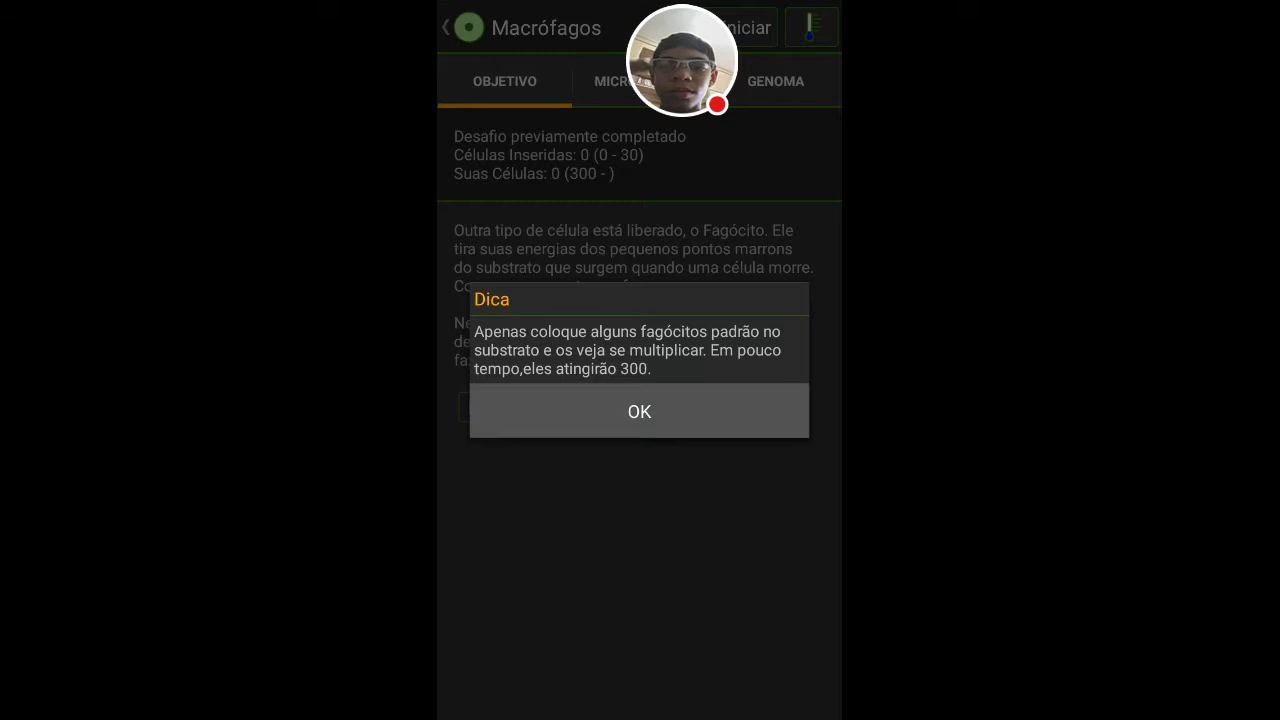 Macrófagos
niciar
OBJETIVO
MICR
GENOMA
Desafio previamente completado
Células Inseridas: 0 (0 - 30)
Suas Células: 0 (300 - )
Outra tipo de célula está liberado, o Fagócito. Ele
tira suas energias dos pequenos pontos marrons
do substrato que surgem quando uma célula morre.
Dica
Apenas coloque alguns fagócitos padrão no
substrato e os veja se multiplicar. Em pouco
tempo,eles atingirão 300.
OK